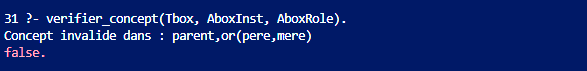 31 ?- verifier_concept(Tbox, AboxInst, AboxRole).
Concept invalide dans : parent,or(pere,mere)
false.